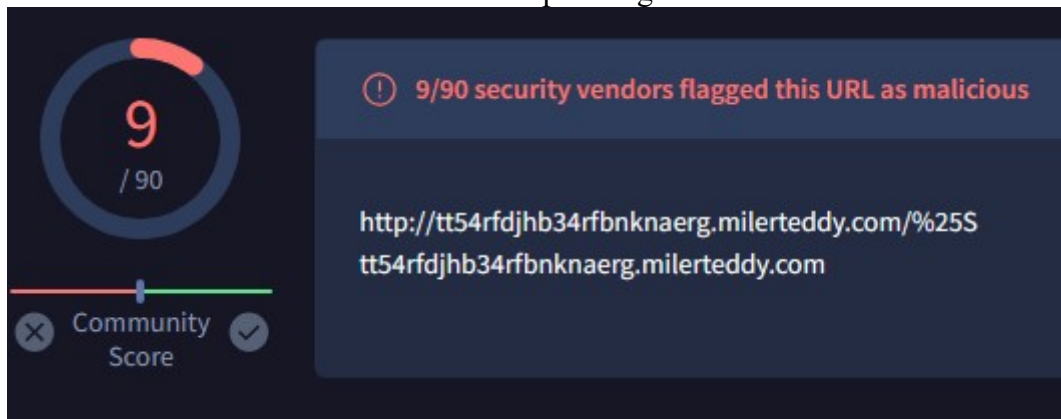 9
/ 90
Community
Score
9/90 security vendors flagged this URL as malicious
http://tt54rfdjhb34rfbnknaerg.milerteddy.com/%25S
tt54rfdjhb34rfbnknaerg.milerteddy.com